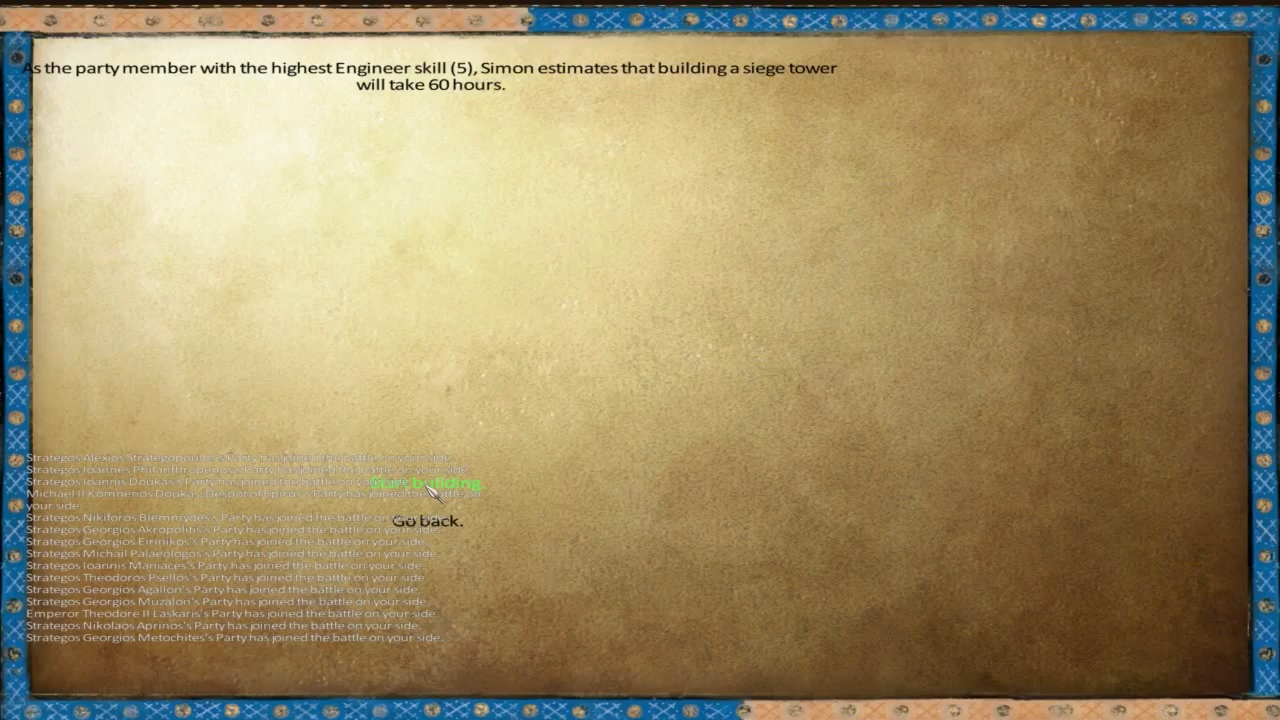 As the party member with the highest Engineer skill (5), Simon estimates that building a siege tower
will take 60 hours.
Strategos Alexios Strategopoulos's Party has joined the battle on your side.
Strategos Ioannes Philanthropenos's Party has joined the battle on your side.
Strategos Ioannis Doukas's Party has joined the battle on your side.
building
Michael II Komnenos Doukas, Despot of Epirus's Party has joined the battle on
your side.
Strategos Nikiforos Blemmydes's Party has joined the battle on your side.
Go back.
Strategos Georgios Akropolitis's Party has joined the battle on your side.
Strategos Georgios Eirinikos's Party has joined the battle on your side.
Strategos Michail Palaeologos's Party has joined the battle on your side.
Strategos Ioannis Maniaces's Party has joined the battle on your side.
Strategos Theodoros Psellos's Party has joined the battle on your side.
Strategos Georgios Agallon's Party has joined the battle on your side.
Strategos Georgios Muzalon's Party has joined the battle on your side.
Emperor Theodore II Laskaris's Party has joined the battle on your side.
Strategos Nikolaos Aprinos's Party has joined the battle on your side.
Strategos Georgios Metochites's Party has joined the battle on your side.